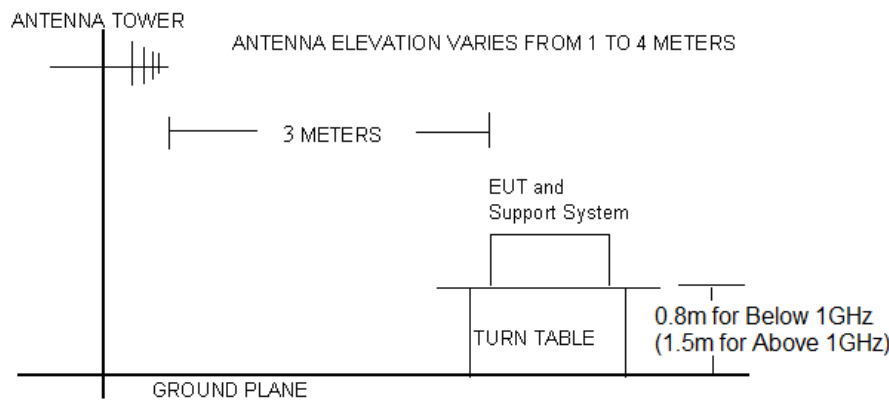 ANTENNA TOWER
ANTENNA ELEVATION VARIES FROM 1 TO 4 METERS
3 METERS
EUT and
Support System
0.8m for Below 1GHz
(1.5m for Above 1GHz)
TURN TABLE
GROUND PLANE